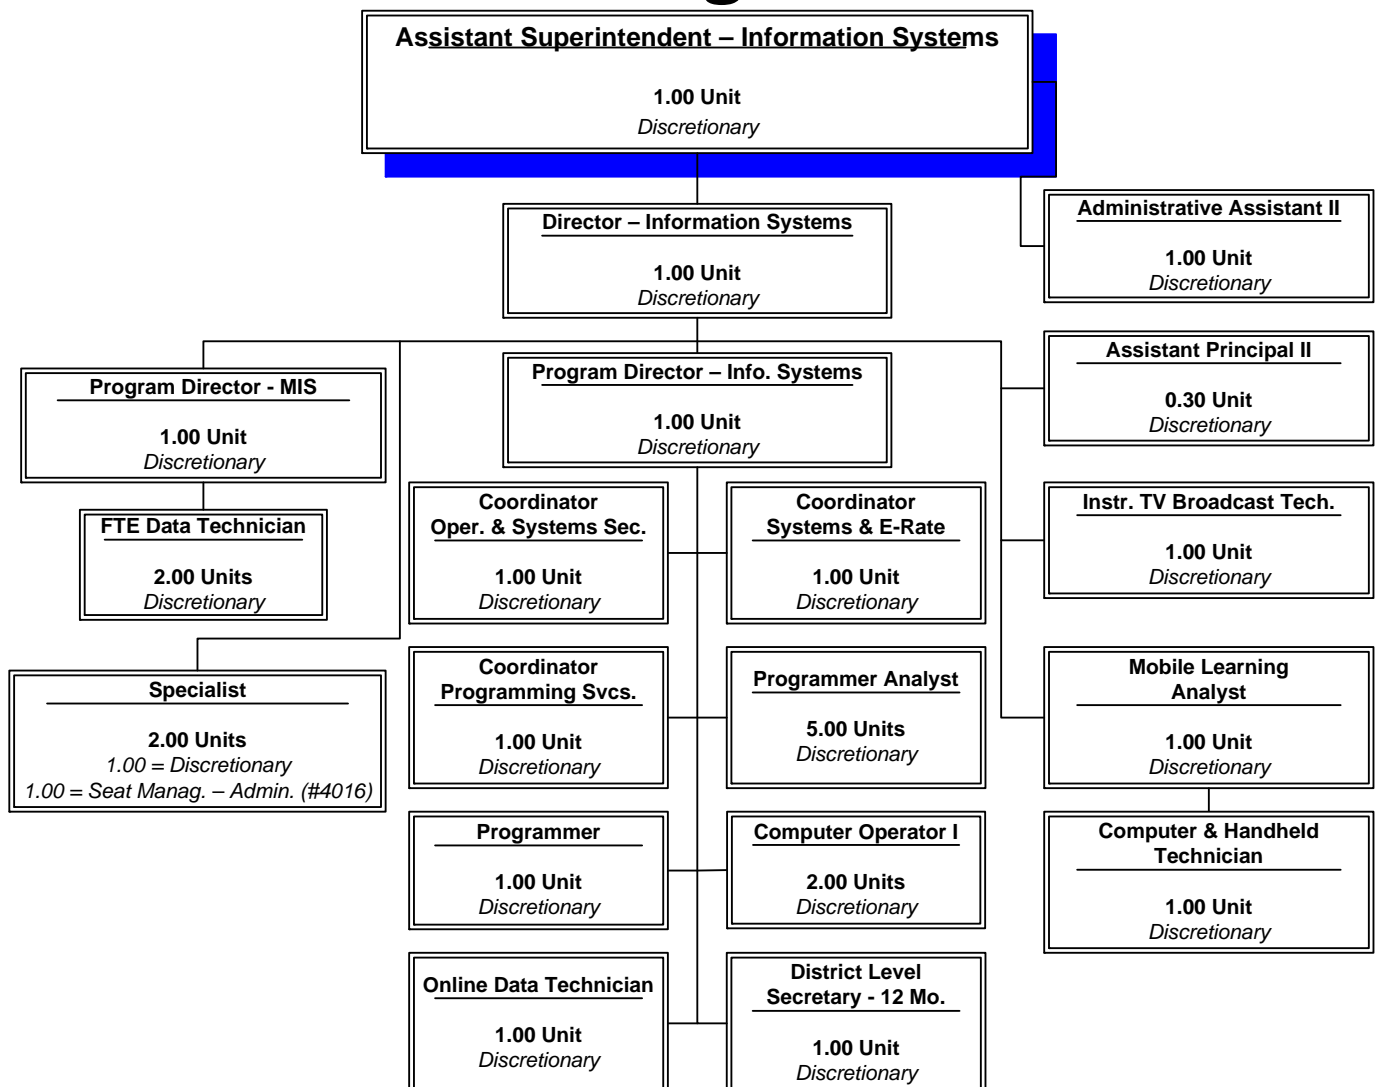 Assistant Superintendent – Information Systems
1.00 Unit
Discretionary
Director – Information Systems
1.00 Unit
Discretionary
Administrative Assistant II
1.00 Unit
Discretionary
Program Director - MIS
1.00 Unit
Discretionary
Program Director – Info. Systems
1.00 Unit
Discretionary
Assistant Principal II
0.30 Unit
Discretionary
FTE Data Technician
2.00 Units
Discretionary
Coordinator
Oper. & Systems Sec.
1.00 Unit
Discretionary
Coordinator
Systems & E-Rate
1.00 Unit
Discretionary
Instr. TV Broadcast Tech.
1.00 Unit
Discretionary
Specialist
2.00 Units
1.00 = Discretionary
1.00 = Seat Manag. – Admin. (#4016)
Coordinator
Programming Svcs.
1.00 Unit
Discretionary
Programmer Analyst
5.00 Units
Discretionary
Mobile Learning
Analyst
1.00 Unit
Discretionary
Programmer
1.00 Unit
Discretionary
Computer Operator I
2.00 Units
Discretionary
Computer & Handheld
Technician
1.00 Unit
Discretionary
Online Data Technician
1.00 Unit
Discretionary
District Level
Secretary - 12 Mo.
1.00 Unit
Discretionary